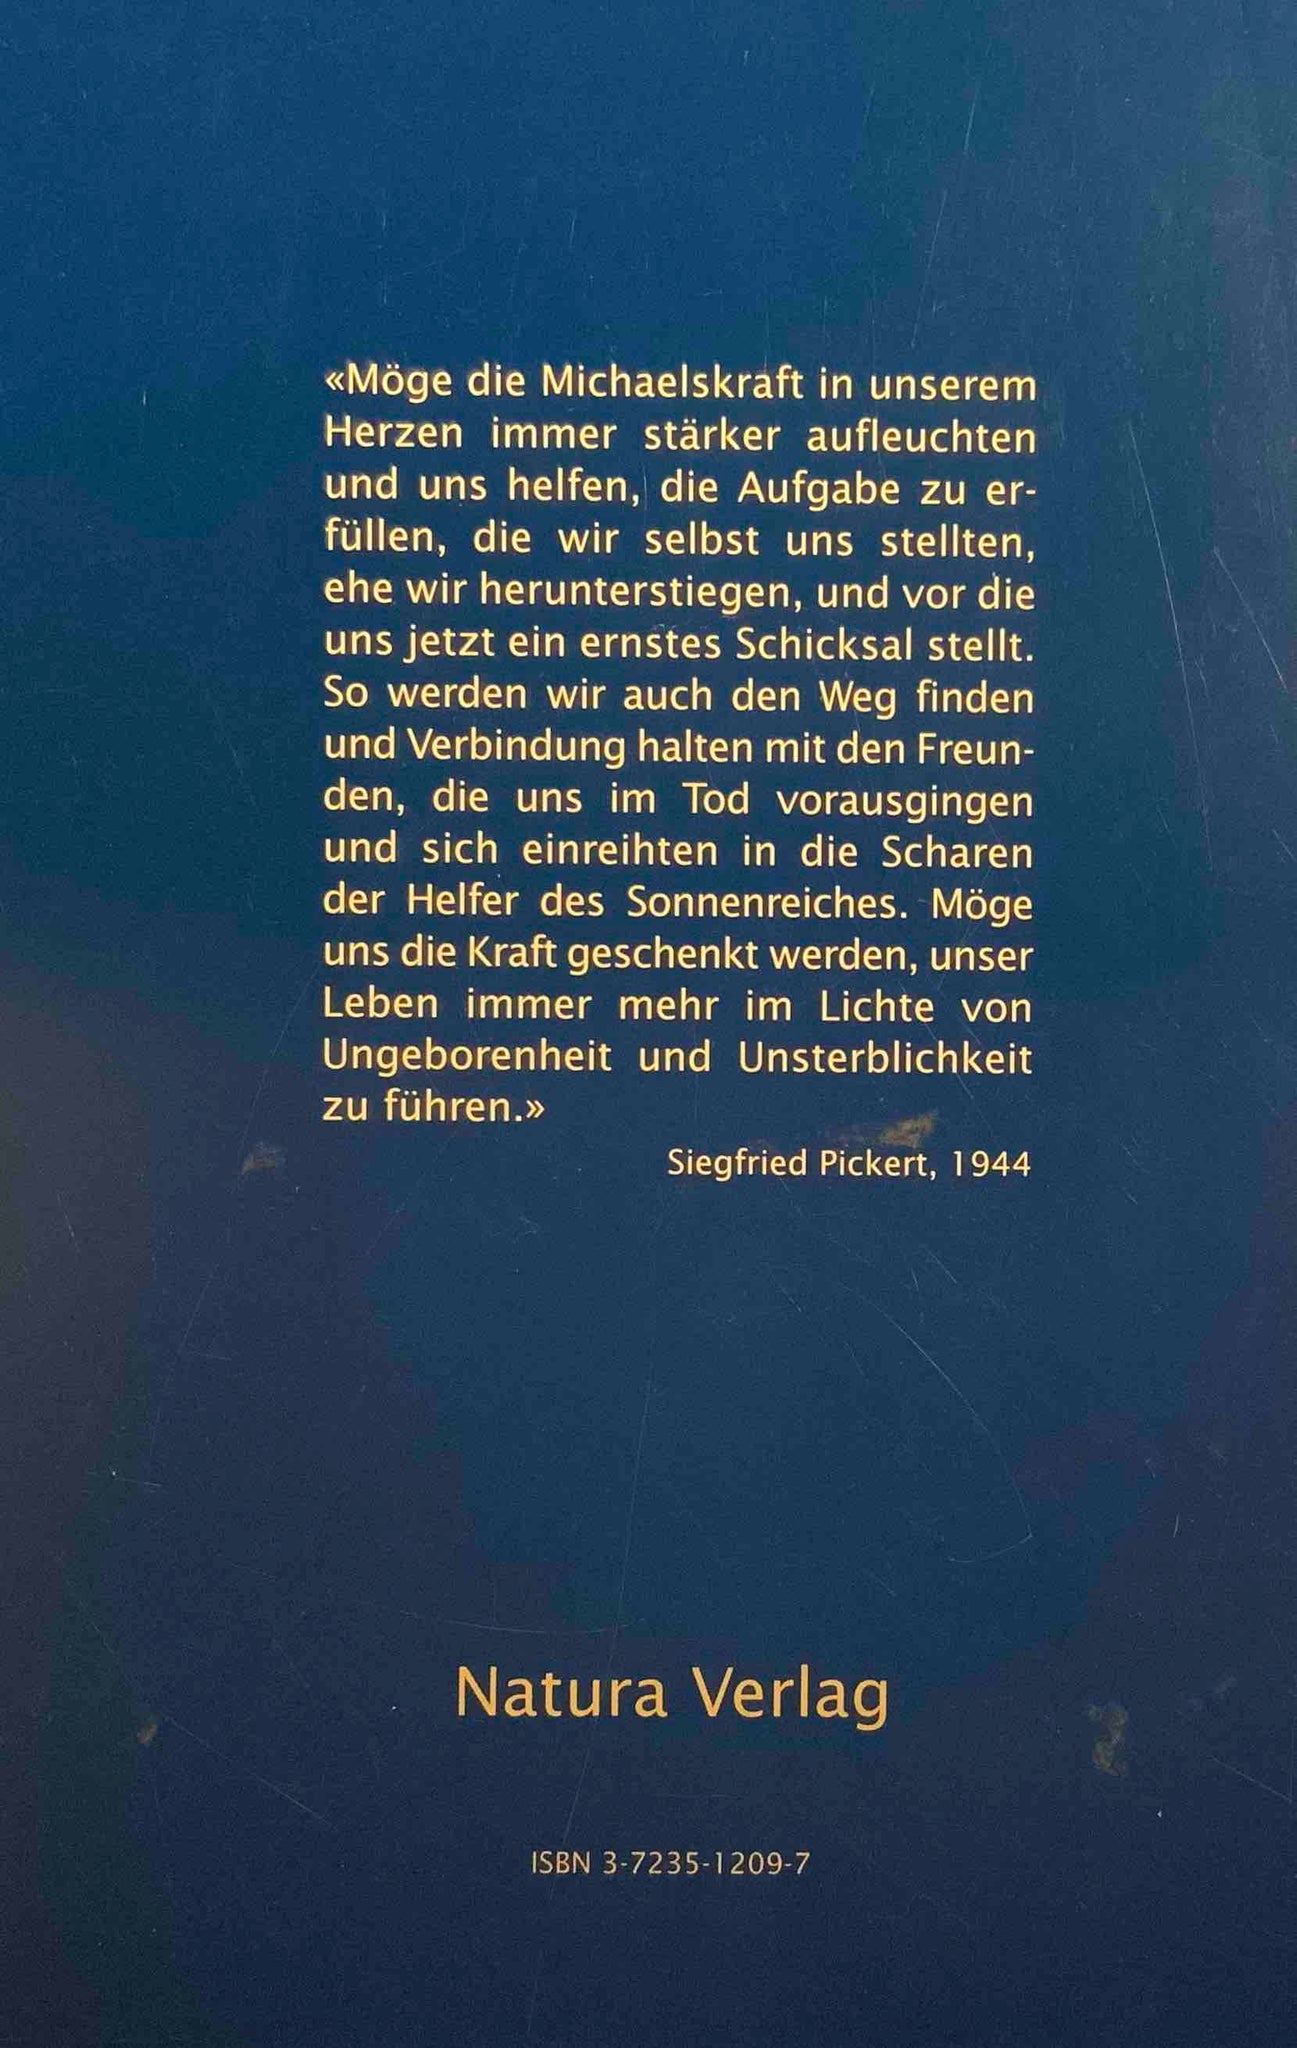 «Möge die Michaelskraft in unserem
Herzen immer stärker aufleuchten
und uns helfen, die Aufgabe zu er-
füllen, die wir selbst uns stellten,
ehe wir herunterstiegen, und vor die
uns jetzt ein ernstes Schicksal stellt.
So werden wir auch den Weg finden
und Verbindung halten mit den Freun-
den, die uns im Tod vorausgingen
und sich einreihten in die Scharen
der Helfer des Sonnenreiches. Möge
uns die Kraft geschenkt werden, unser
Leben immer mehr im Lichte von
Ungeborenheit und Unsterblichkeit
zu führen.»
Siegfried Pickert, 1944
Natura Verlag
ISBN 3-7235-1209-7